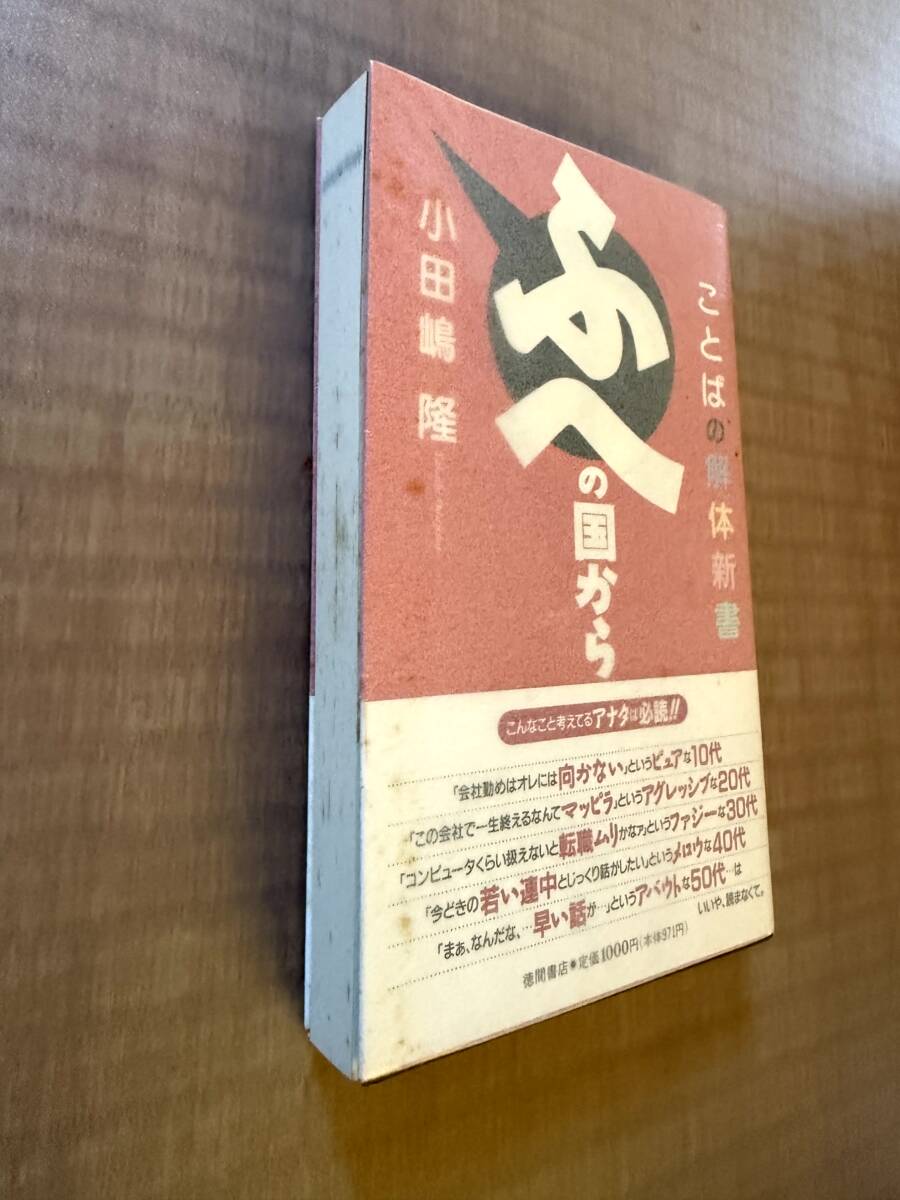 ことばの解体新書
ふへの国から
小田嶋 隆
こんなこと考えてるアナタは必読!!
「会社勤めはオレには向かない」というピュアな10代
「この会社で一生終えるなんてマッピラ」というアグレッシブな20代
「コンピュータくらい扱えないと転職ムリかなァ」というファジーな30代
「今どきの若い連中とじっくり話がしたい」というメロウな40代
「まぁ、なんだな、…早い話が…」というアバウトな50代…は
いいや、読まなくて。
徳間書店●定価1000円(本体971円)